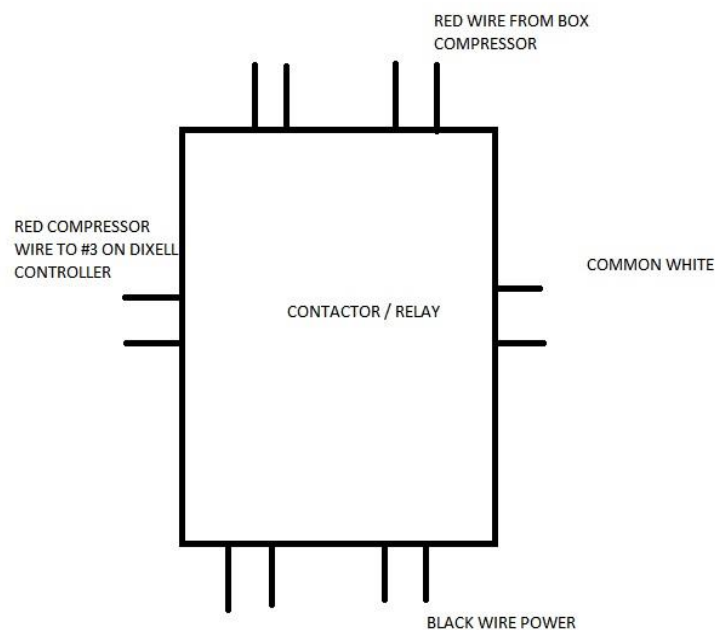 RED WIRE FROM BOX
COMPRESSOR
RED COMPRESSOR
WIRE TO #3 ON DIXELL
CONTROLLER
COMMON WHITE
CONTACTOR / RELAY
BLACK WIRE POWER